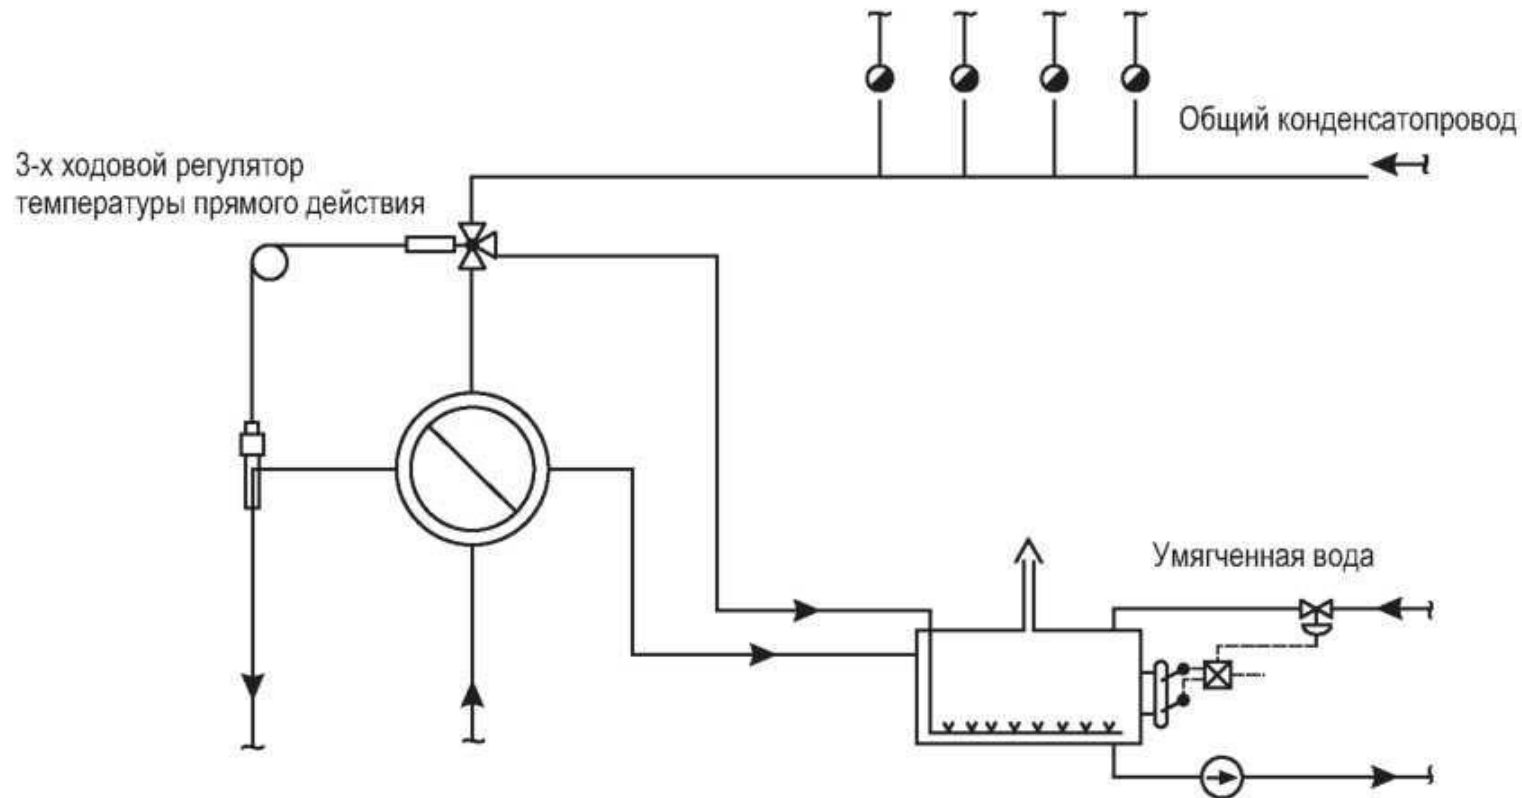 Общий конденсатопровод
3-х ходовой регулятор
температуры прямого действия
Умягченная вода